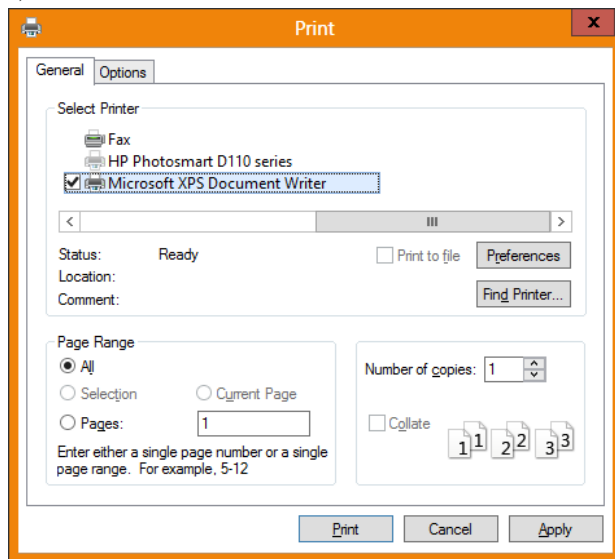 Print
x
General Options
Select Printer
Fax
HP Photosmart D110 series
Microsoft XPS Document Writer
Status: Ready
Print to file Preferences
Location:
Comment:
Find Printer...
Page Range
All
Selection Current Page
Pages: 1
Enter either a single page number or a single
page range. For example, 5-12
Number of copies: 1
Collate
1 1 2 2 3 3
Print Cancel Apply